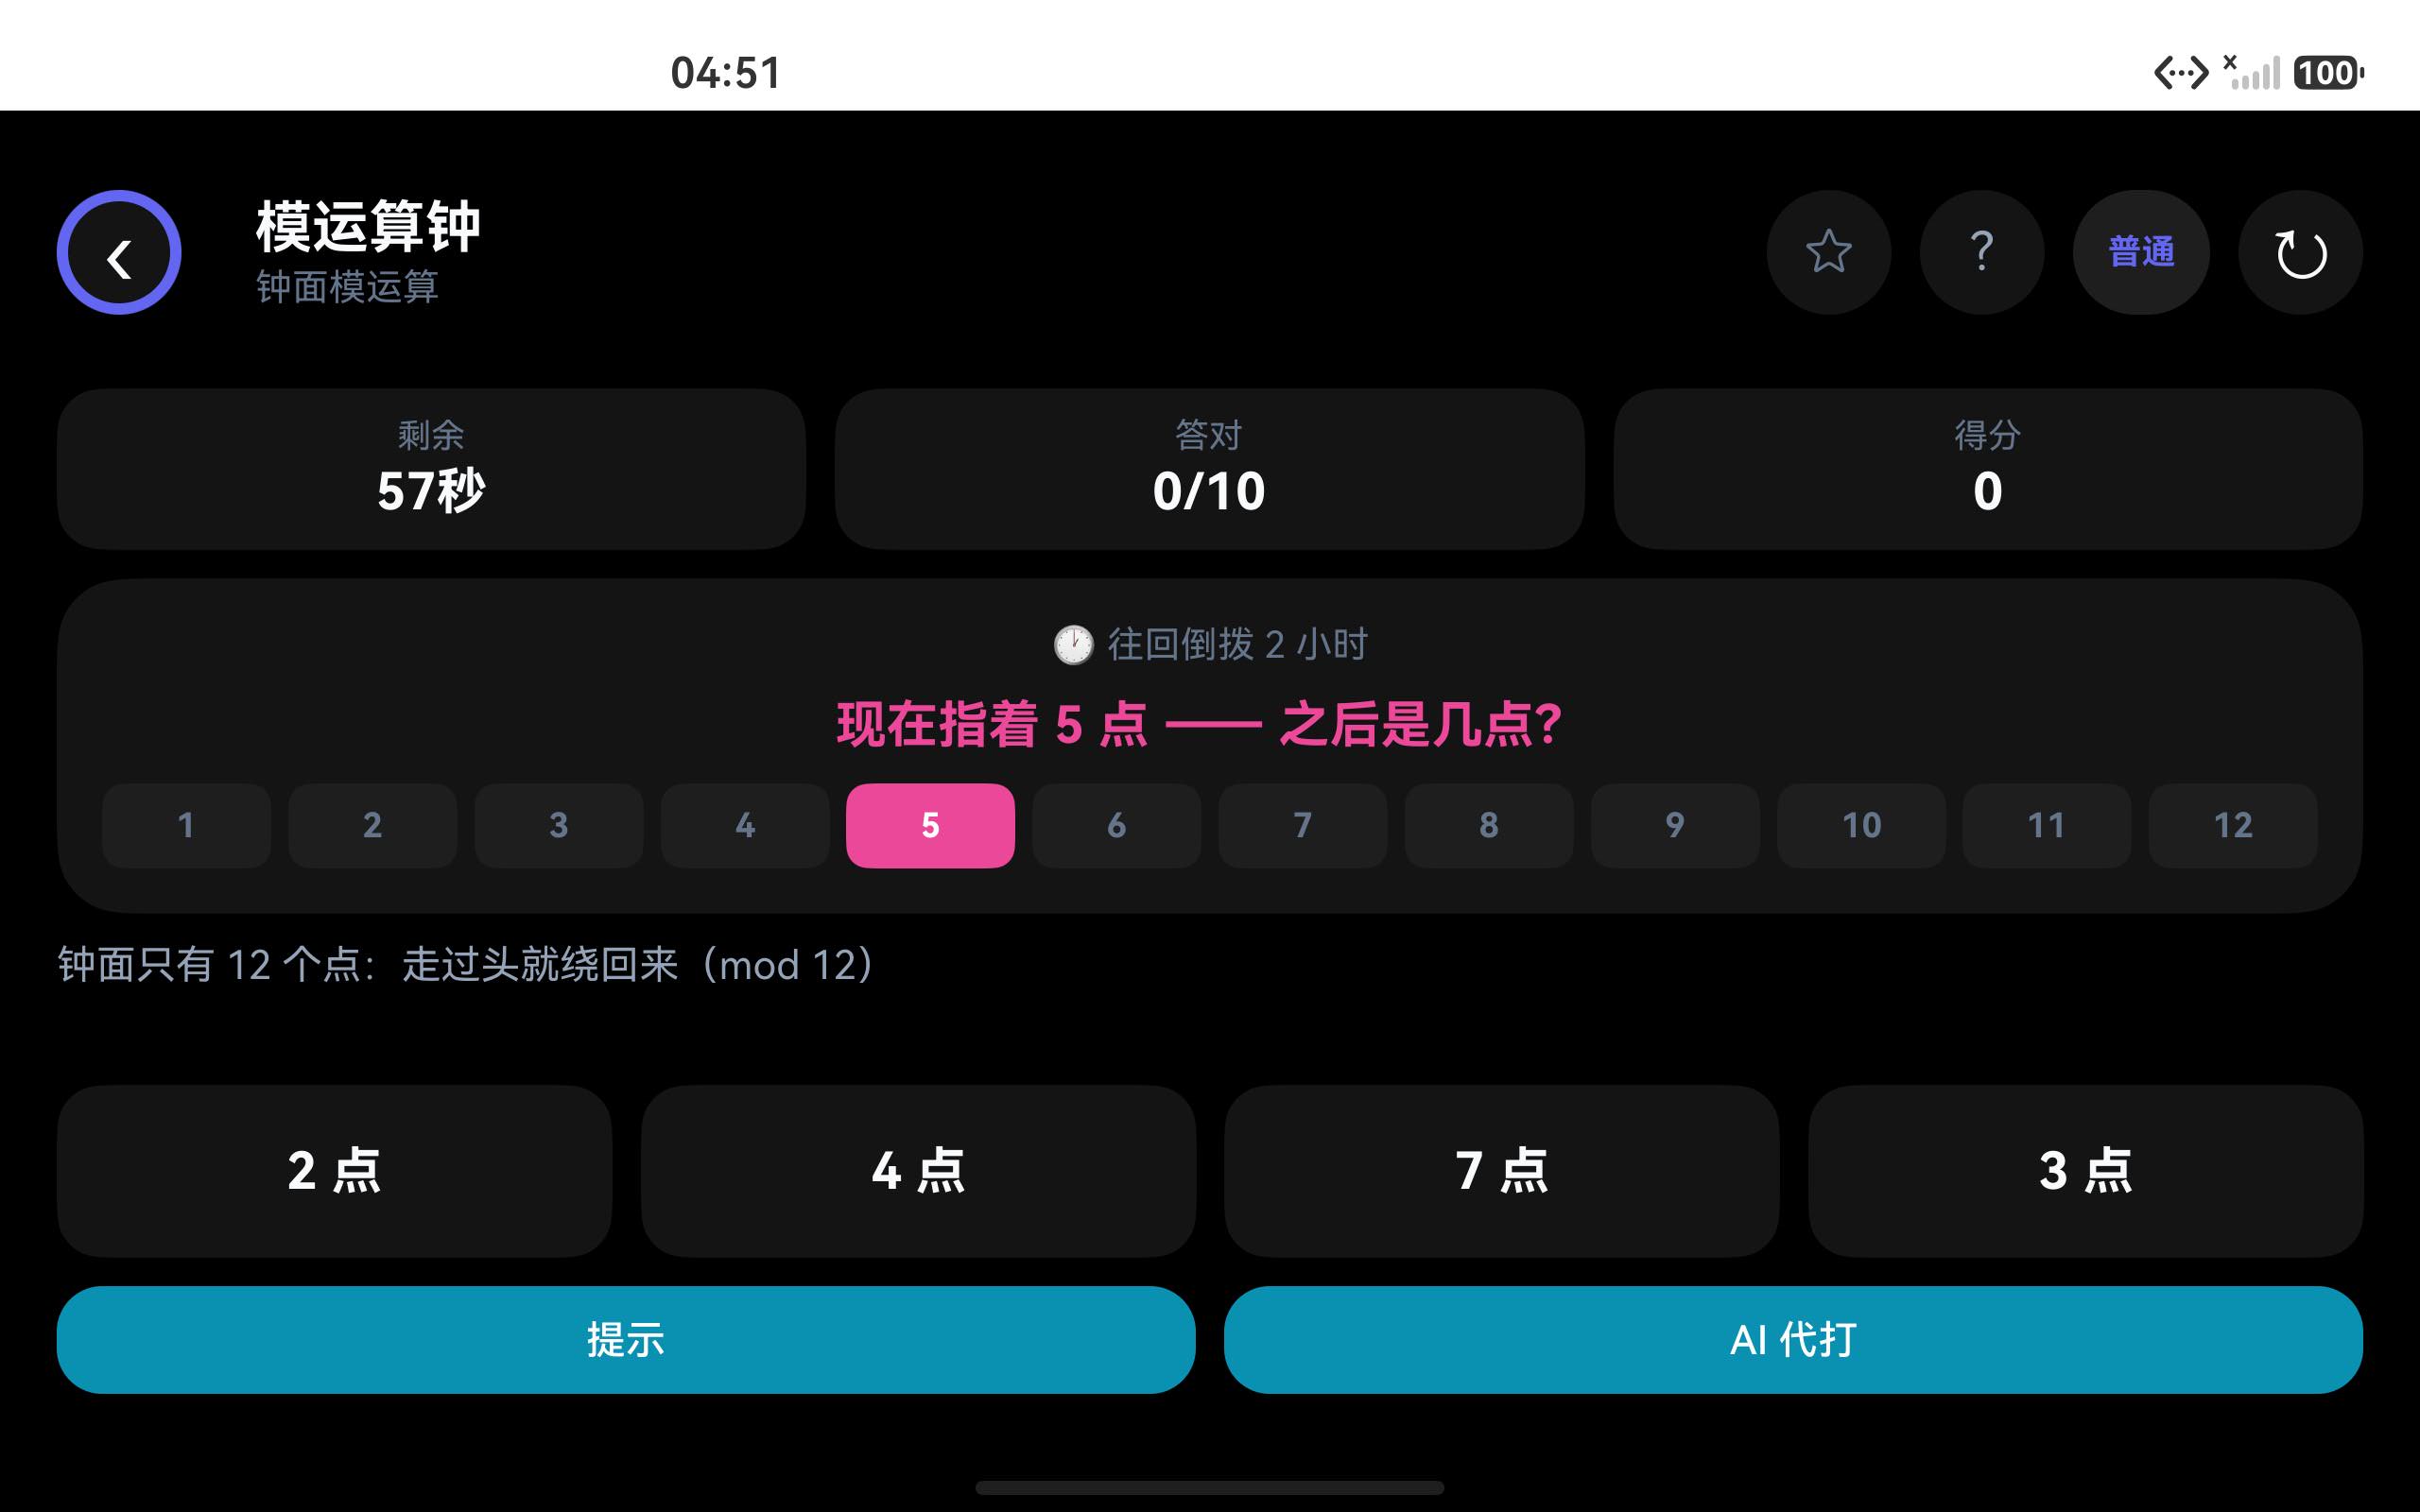 04:51
100
模运算钟
钟面模运算
?
普通
剩余
57秒
答对
0/10
得分
0
往回倒拨 2 小时
现在指着 5 点 —— 之后是几点?
1 2 3 4 5 6 7 8 9 10 11 12
钟面只有 12 个点：走过头就绕回来（mod 12）
2 点
4 点
7 点
3 点
提示
AI 代打